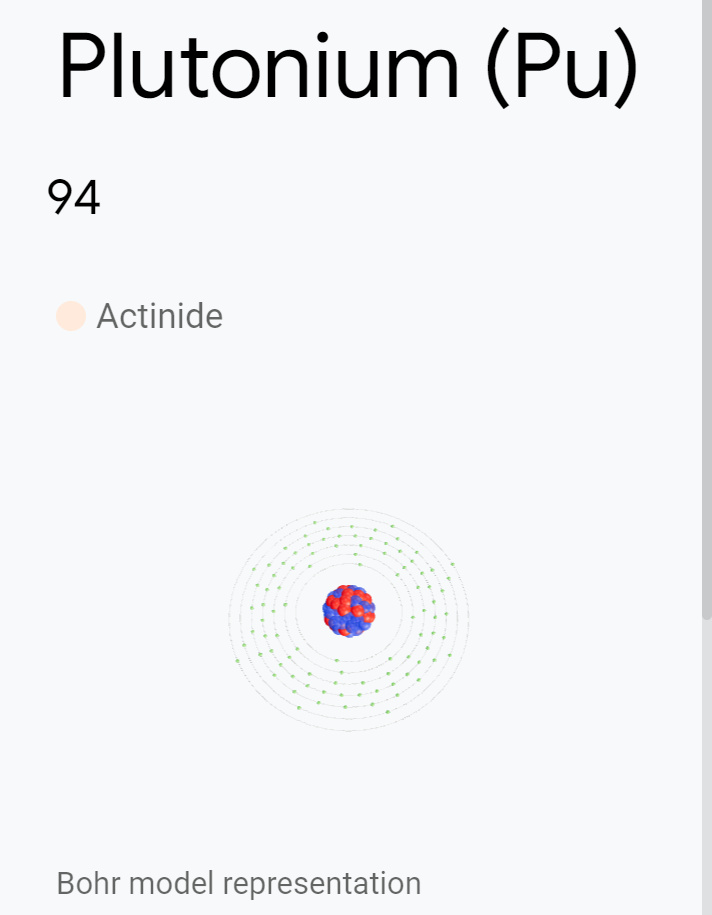 Plutonium (Pu)
94
Actinide
Bohr model representation